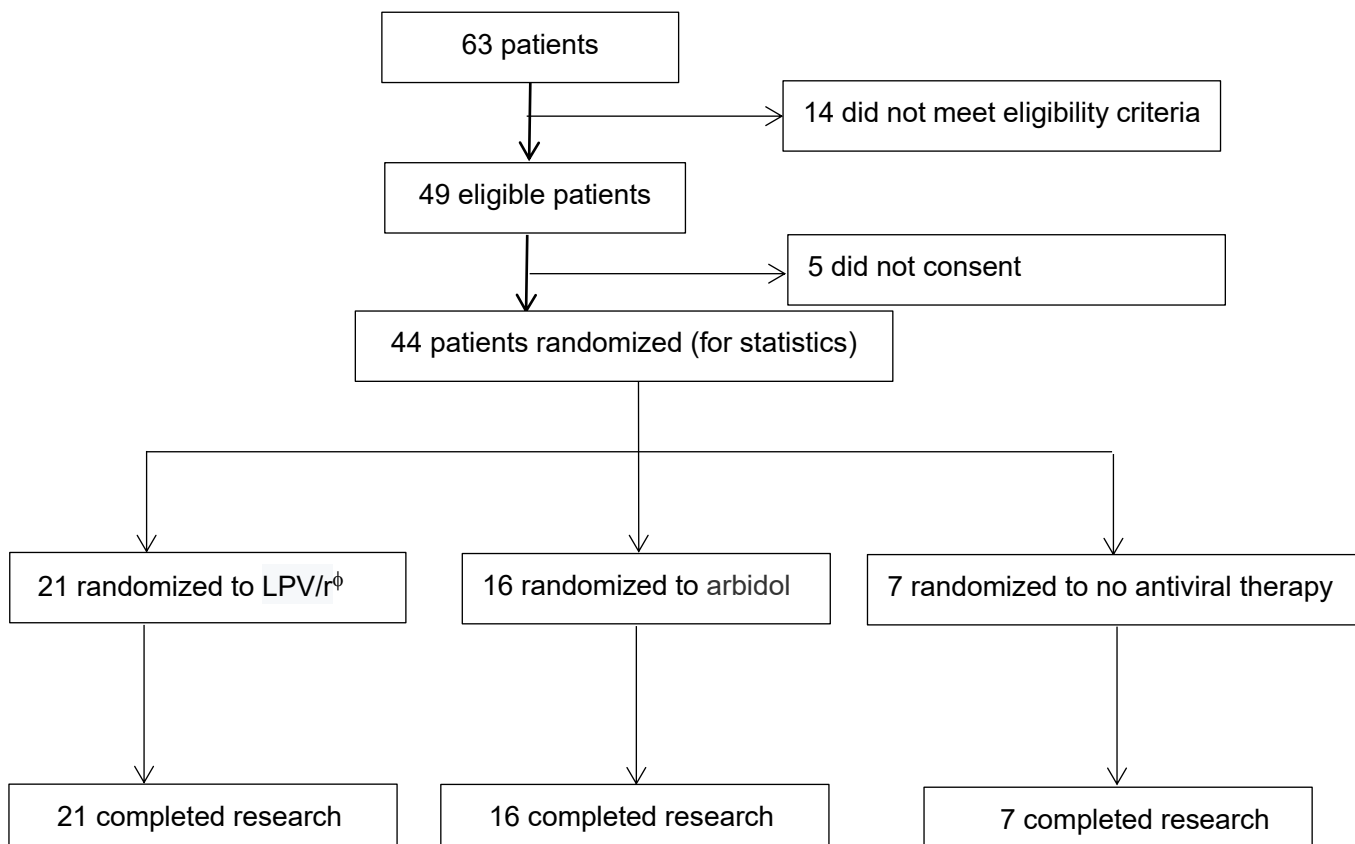 63 patients
14 did not meet eligibility criteria
49 eligible patients
5 did not consent
44 patients randomized (for statistics)
21 randomized to LPV/r^ϕ
16 randomized to arbidol
7 randomized to no antiviral therapy
21 completed research
16 completed research
7 completed research